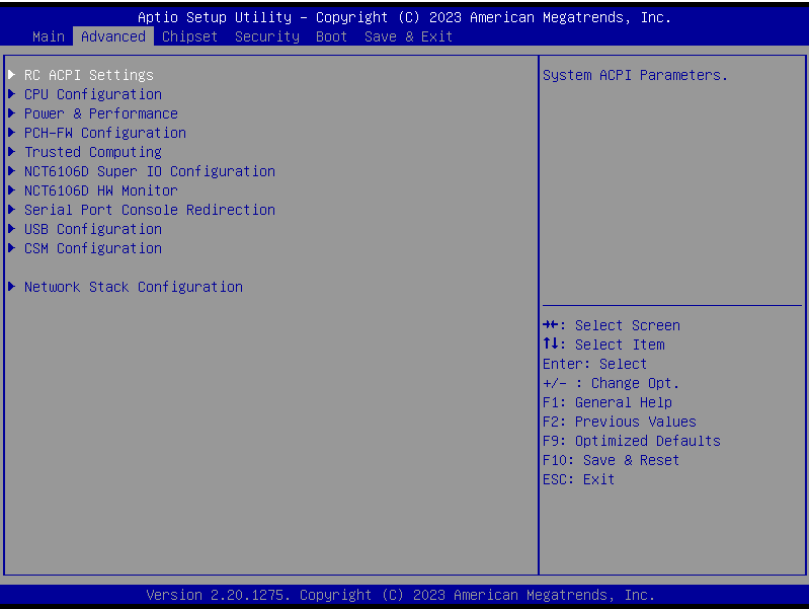 Aptio Setup Utility – Copyright (C) 2023 American Megatrends, Inc.
Main Advanced Chipset Security Boot Save & Exit
RC ACPI Settings
CPU Configuration
Power & Performance
PCH-FW Configuration
Trusted Computing
NCT6106D Super IO Configuration
NCT6106D HW Monitor
Serial Port Console Redirection
USB Configuration
CSM Configuration
Network Stack Configuration
System ACPI Parameters.
→←: Select Screen
↑↓: Select Item
Enter: Select
+/- : Change Opt.
F1: General Help
F2: Previous Values
F9: Optimized Defaults
F10: Save & Reset
ESC: Exit
Version 2.20.1275. Copyright (C) 2023 American Megatrends, Inc.